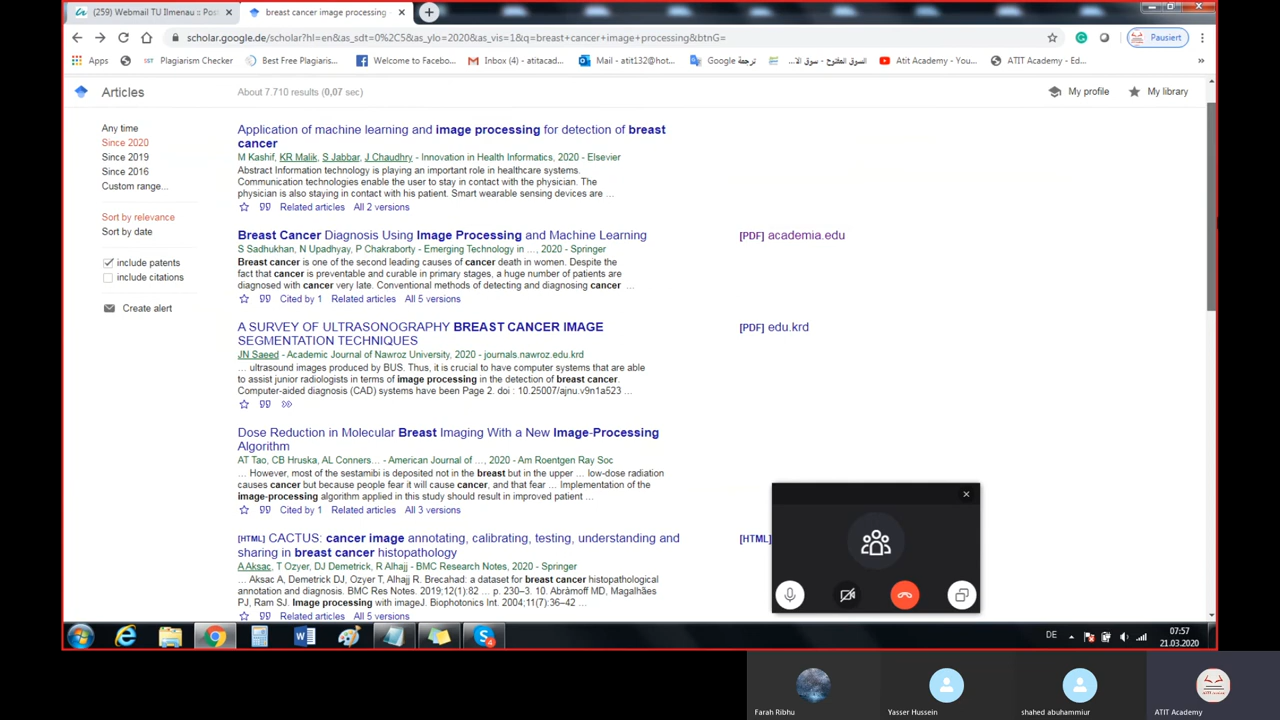 (259) Webmail TU Ilmenau :: Post
breast cancer image processing
scholar.google.de/scholar?hl=en&as_sdt=0%2C5&as_ylo=2020&as_vis=1&q=breast+cancer+image+processing&btnG=
Pausiert
Apps
Plagiarism Checker
Best Free Plagiaris...
Welcome to Facebo...
Inbox (4) - atitacad...
Mail - atit132@hot...
Google ترجمة
السوق المفتوح - سوق الا...
Atit Academy - You...
ATIT Academy - Ed...
»
Articles
About 7.710 results (0,07 sec)
My profile
My library
Any time
Since 2020
Since 2019
Since 2016
Custom range...
Sort by relevance
Sort by date
include patents
include citations
Create alert
Application of machine learning and image processing for detection of breast
cancer
M Kashif, KR Malik, S Jabbar, J Chaudhry - Innovation in Health Informatics, 2020 - Elsevier
Abstract Information technology is playing an important role in healthcare systems.
Communication technologies enable the user to stay in contact with the physician. The
physician is also staying in contact with his patient. Smart wearable sensing devices are ...
Related articles All 2 versions
Breast Cancer Diagnosis Using Image Processing and Machine Learning
[PDF] academia.edu
S Sadhukhan, N Upadhyay, P Chakraborty - Emerging Technology in ..., 2020 - Springer
Breast cancer is one of the second leading causes of cancer death in women. Despite the
fact that cancer is preventable and curable in primary stages, a huge number of patients are
diagnosed with cancer very late. Conventional methods of detecting and diagnosing cancer ...
Cited by 1 Related articles All 5 versions
A SURVEY OF ULTRASONOGRAPHY BREAST CANCER IMAGE
SEGMENTATION TECHNIQUES
[PDF] edu.krd
JN Saeed - Academic Journal of Nawroz University, 2020 - journals.nawroz.edu.krd
... ultrasound images produced by BUS. Thus, it is crucial to have computer systems that are able
to assist junior radiologists in terms of image processing in the detection of breast cancer.
Computer-aided diagnosis (CAD) systems have been Page 2. doi : 10.25007/ajnu.v9n1a523 ...
Dose Reduction in Molecular Breast Imaging With a New Image-Processing
Algorithm
AT Tao, CB Hruska, AL Conners... - American Journal of ..., 2020 - Am Roentgen Ray Soc
... However, most of the sestamibi is deposited not in the breast but in the upper ... low-dose radiation
causes cancer but because people fear it will cause cancer, and that fear ... Implementation of the
image-processing algorithm applied in this study should result in improved patient ...
Cited by 1 Related articles All 3 versions
[HTML] CACTUS: cancer image annotating, calibrating, testing, understanding and
sharing in breast cancer histopathology
[HTML]
A Aksac, T Ozyer, DJ Demetrick, R Alhajj - BMC Research Notes, 2020 - Springer
... Aksac A, Demetrick DJ, Ozyer T, Alhajj R. Brecahad: a dataset for breast cancer histopathological
annotation and diagnosis. BMC Res Notes. 2019;12(1):82 ... p. 230–3. 10. Abrámoff MD, Magalhães
PJ, Ram SJ. Image processing with imageJ. Biophotonics Int. 2004;11(7):36–42 ...
Related articles All 5 versions
DE
07:57
21.03.2020
Farah Ribhu
Yasser Hussein
shahed abuhammiur
ATIT Academy